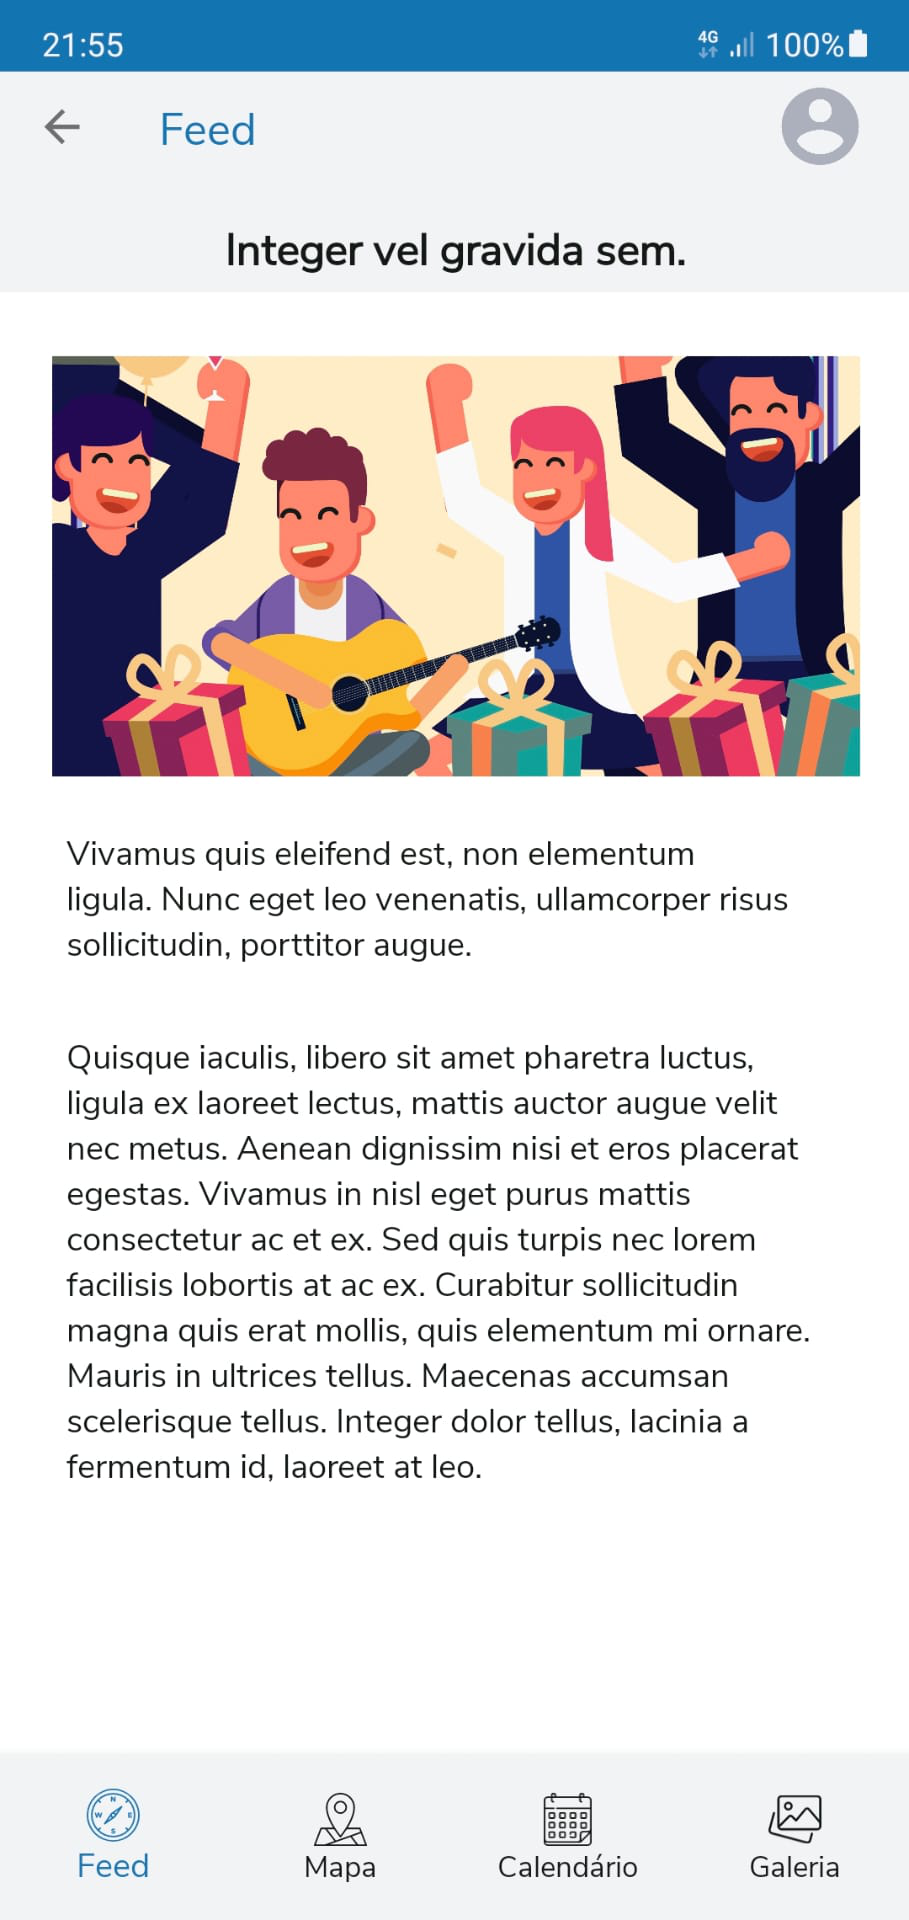 21:55
4G
100%
Feed
Integer vel gravida sem.
Vivamus quis eleifend est, non elementum
ligula. Nunc eget leo venenatis, ullamcorper risus
sollicitudin, porttitor augue.
Quisque iaculis, libero sit amet pharetra luctus,
ligula ex laoreet lectus, mattis auctor augue velit
nec metus. Aenean dignissim nisi et eros placerat
egestas. Vivamus in nisl eget purus mattis
consectetur ac et ex. Sed quis turpis nec lorem
facilisis lobortis at ac ex. Curabitur sollicitudin
magna quis erat mollis, quis elementum mi ornare.
Mauris in ultrices tellus. Maecenas accumsan
scelerisque tellus. Integer dolor tellus, lacinia a
fermentum id, laoreet at leo.
N
W E
S
Feed
Mapa
Calendário
Galeria